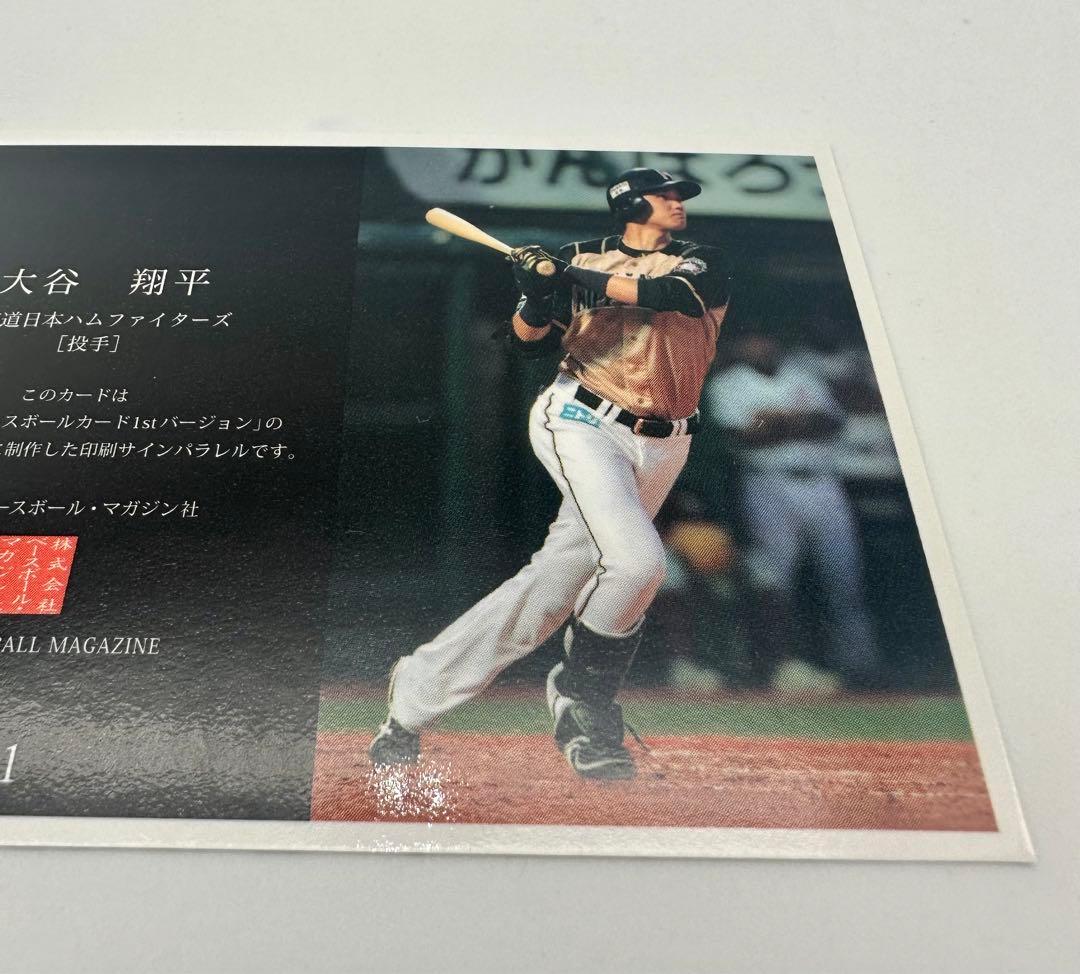 大谷 翔平
道日本ハムファイターズ
[投手]
このカードは
スボールカード1stバージョン」の
制作した印刷サインパラレルです。
ースボール・マガジン社
株式会社
ベースボール・
マガジン
BALL MAGAZINE
1
がんばろう